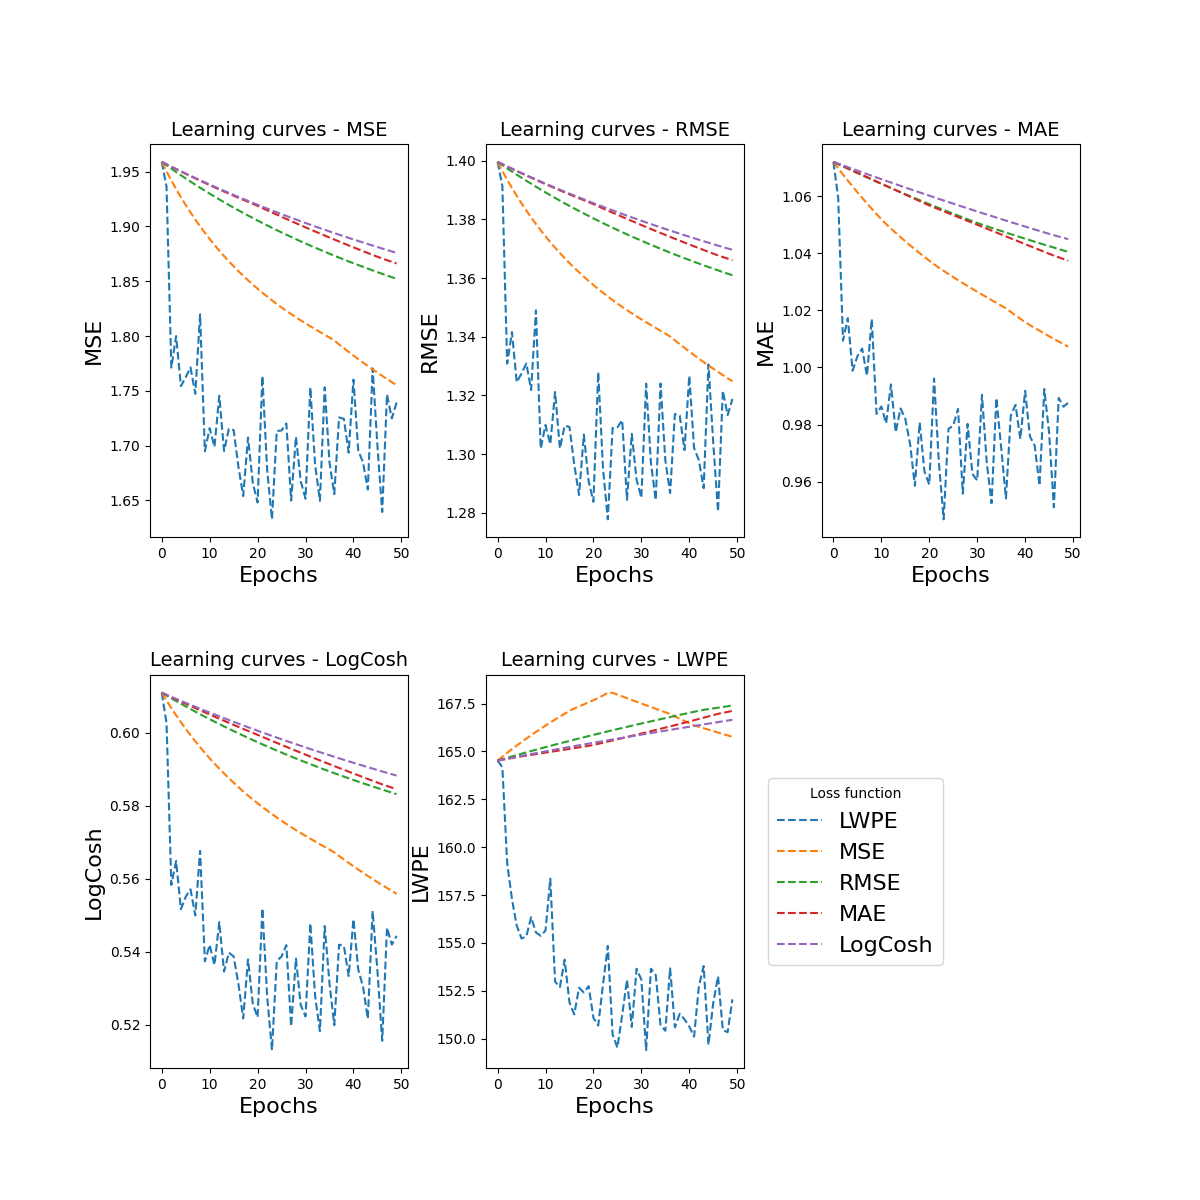 Learning curves - MSE
MSE
1.95
1.90
1.85
1.80
1.75
1.70
1.65
0 10 20 30 40 50
Epochs
Learning curves - RMSE
RMSE
1.40
1.38
1.36
1.34
1.32
1.30
1.28
0 10 20 30 40 50
Epochs
Learning curves - MAE
MAE
1.06
1.04
1.02
1.00
0.98
0.96
0 10 20 30 40 50
Epochs
Learning curves - LogCosh
LogCosh
0.60
0.58
0.56
0.54
0.52
0 10 20 30 40 50
Epochs
Learning curves - LWPE
LWPE
167.5
165.0
162.5
160.0
157.5
155.0
152.5
150.0
0 10 20 30 40 50
Epochs
Loss function
LWPE
MSE
RMSE
MAE
LogCosh